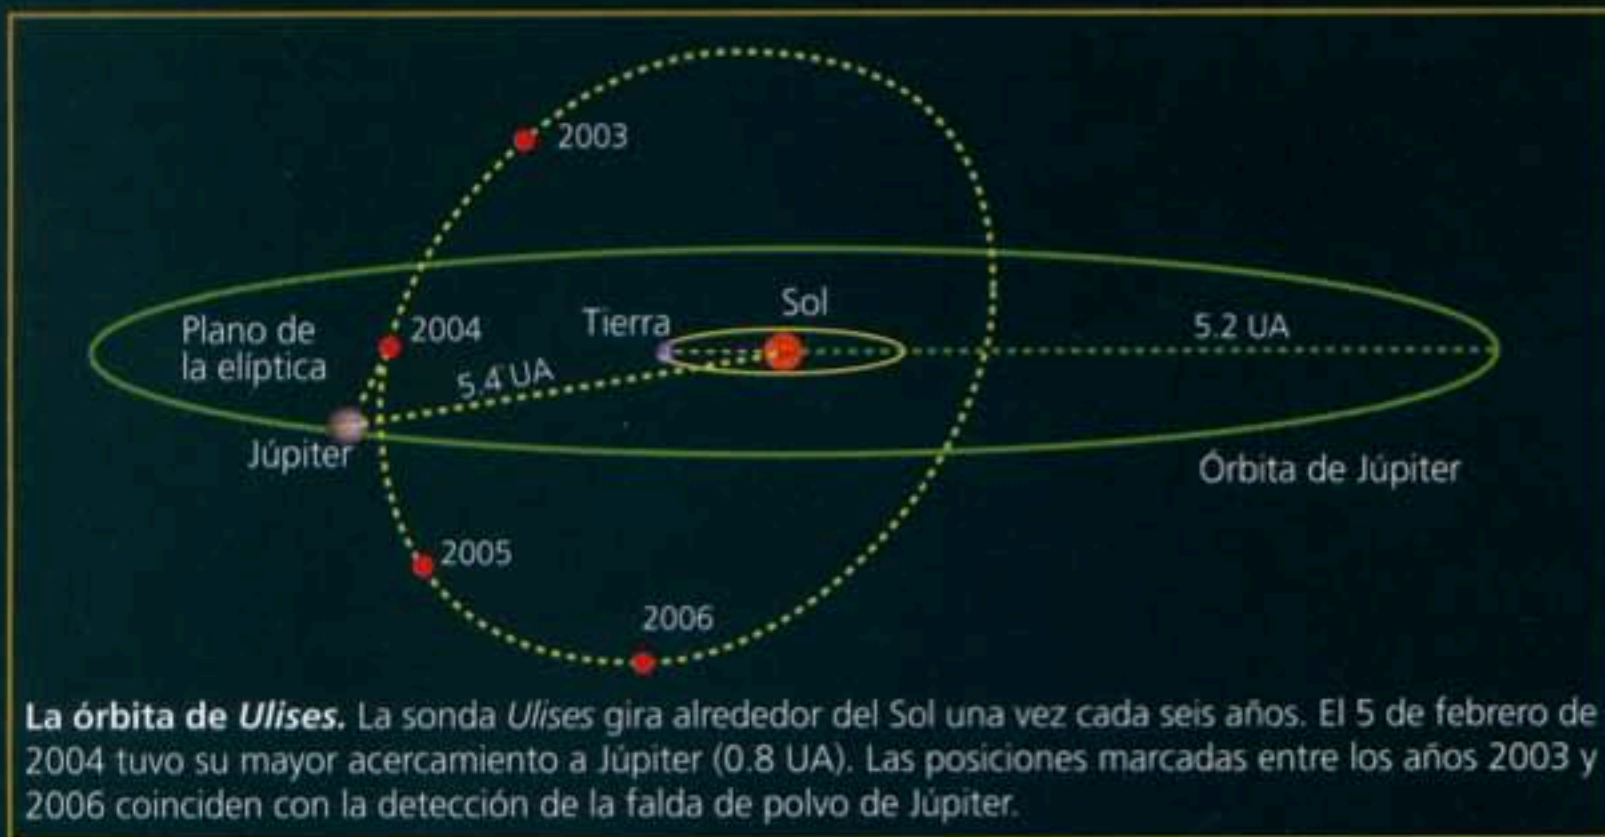 2003
Sol
Plano de
la elíptica
2004
Tierra
5.2 UA
5.4 UA
Júpiter
Órbita de Júpiter
2005
2006
La órbita de Ulises. La sonda Ulises gira alrededor del Sol una vez cada seis años. El 5 de febrero de
2004 tuvo su mayor acercamiento a Júpiter (0.8 UA). Las posiciones marcadas entre los años 2003 y
2006 coinciden con la detección de la falda de polvo de Júpiter.